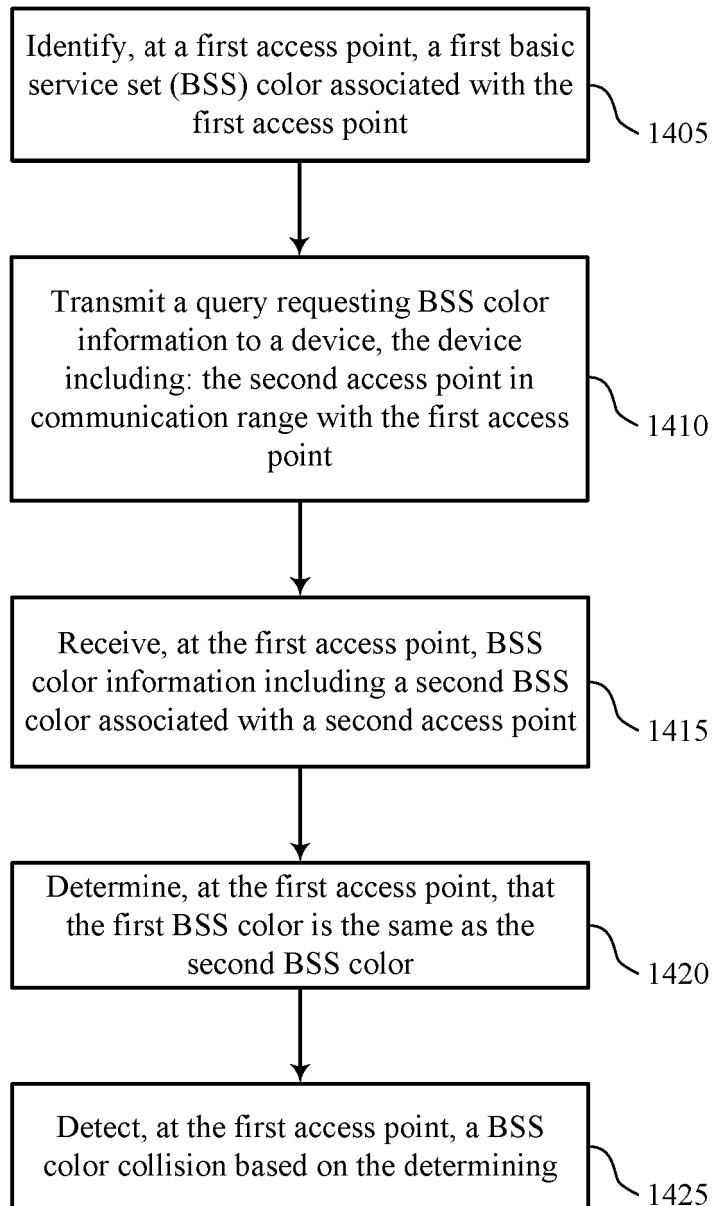 Identify, at a first access point, a first basic
service set (BSS) color associated with the
first access point
1405
Transmit a query requesting BSS color
information to a device, the device
including: the second access point in
communication range with the first access
point
1410
Receive, at the first access point, BSS
color information including a second BSS
color associated with a second access point
1415
Determine, at the first access point, that
the first BSS color is the same as the
second BSS color
1420
Detect, at the first access point, a BSS
color collision based on the determining
1425